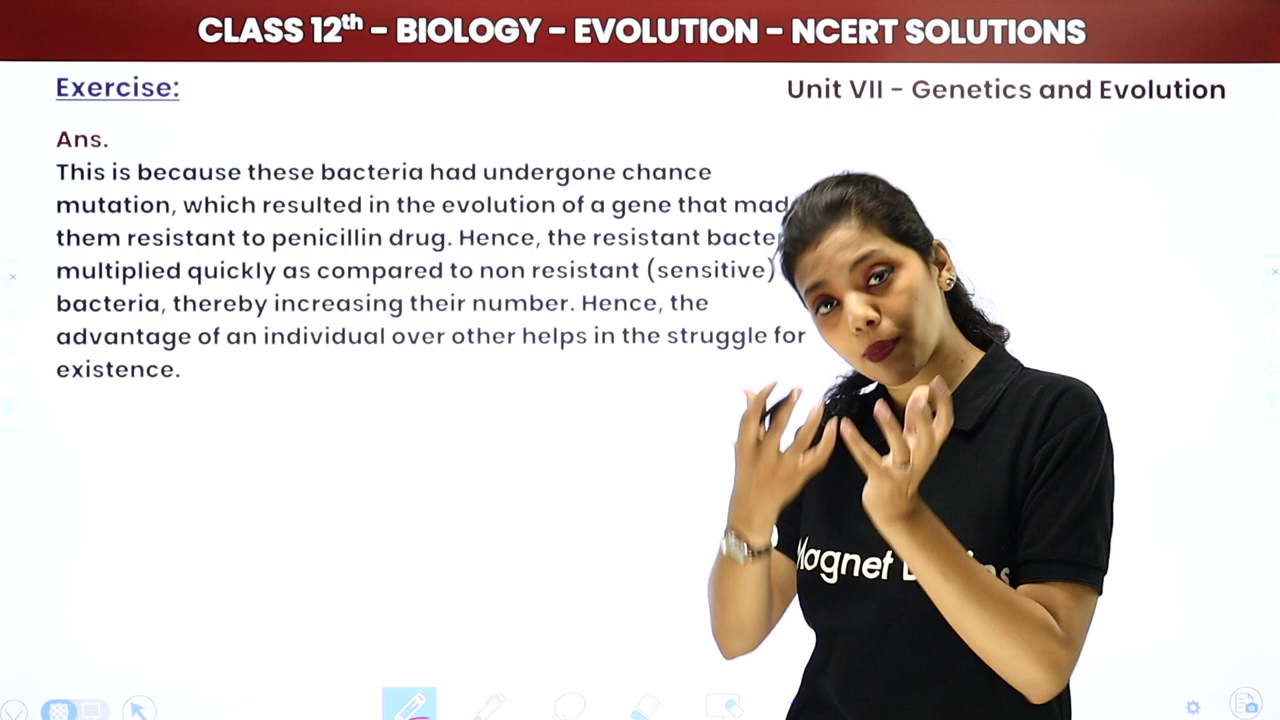 CLASS 12th - BIOLOGY - EVOLUTION - NCERT SOLUTIONS
Exercise:
Unit VII - Genetics and Evolution
Ans.
This is because these bacteria had undergone chance
mutation, which resulted in the evolution of a gene that
them resistant to penicillin drug. Hence, the resistant
multiplied quickly as compared to non resistant (sensitive)
bacteria, thereby increasing their number. Hence, the
advantage of an individual over other helps in the struggle for
existence.
Magnet